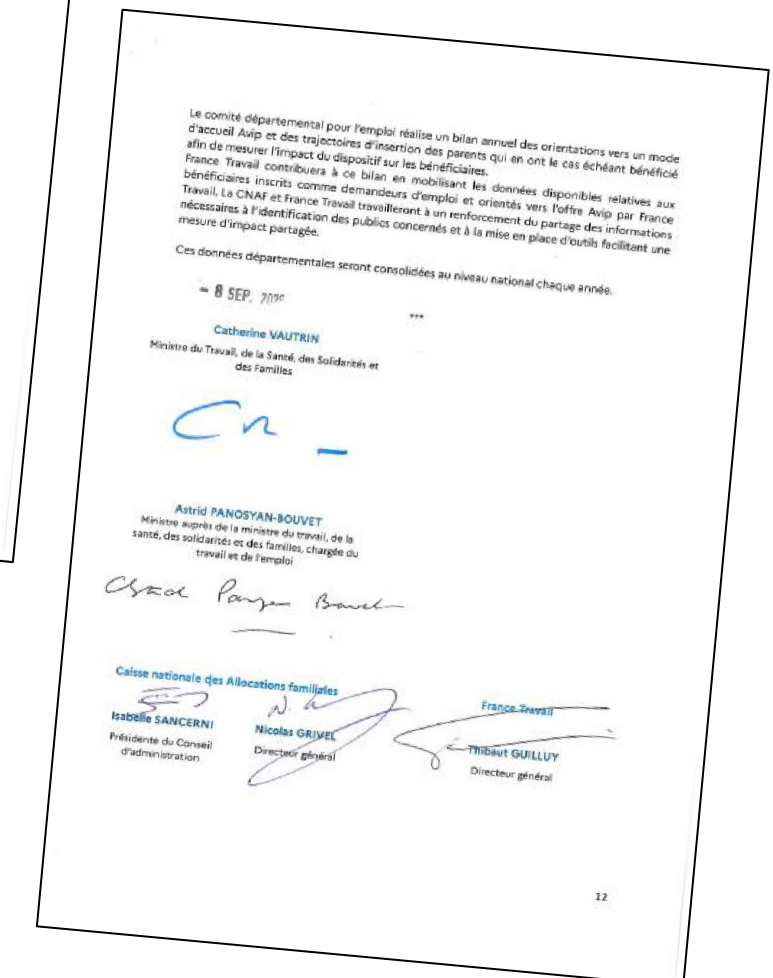 Le comité départemental pour l'emploi réalise un bilan annuel des orientations vers un mode
d'accueil Avip et des trajectoires d'insertion des parents qui en ont le cas échéant bénéficié
afin de mesurer l'impact du dispositif sur les bénéficiaires.
France Travail contribuera à ce bilan en mobilisant les données disponibles relatives aux
bénéficiaires inscrits comme demandeurs d'emploi et orientés vers l'offre Avip par France
Travail. La CNAF et France Travail travailleront à un renforcement du partage des informations
nécessaires à l'identification des publics concernés et à la mise en place d'outils facilitant une
mesure d'impact partagée.
Ces données départementales seront consolidées au niveau national chaque année.
- 8 SEP.
***
Catherine VAUTRIN
Ministre du Travail, de la Santé, des Solidarités et
des Familles
Astrid PANOSYAN-BOUVET
Ministre auprès de la ministre du travail, de la
santé, des solidarités et des familles, chargée du
travail et de l'emploi
Caisse nationale des Allocations familiales
Isabelle SANCERNI
Présidente du Conseil
d'administration
Nicolas GRIVEL
Directeur général
France Travail
Thibaut GUILLUY
Directeur général
12